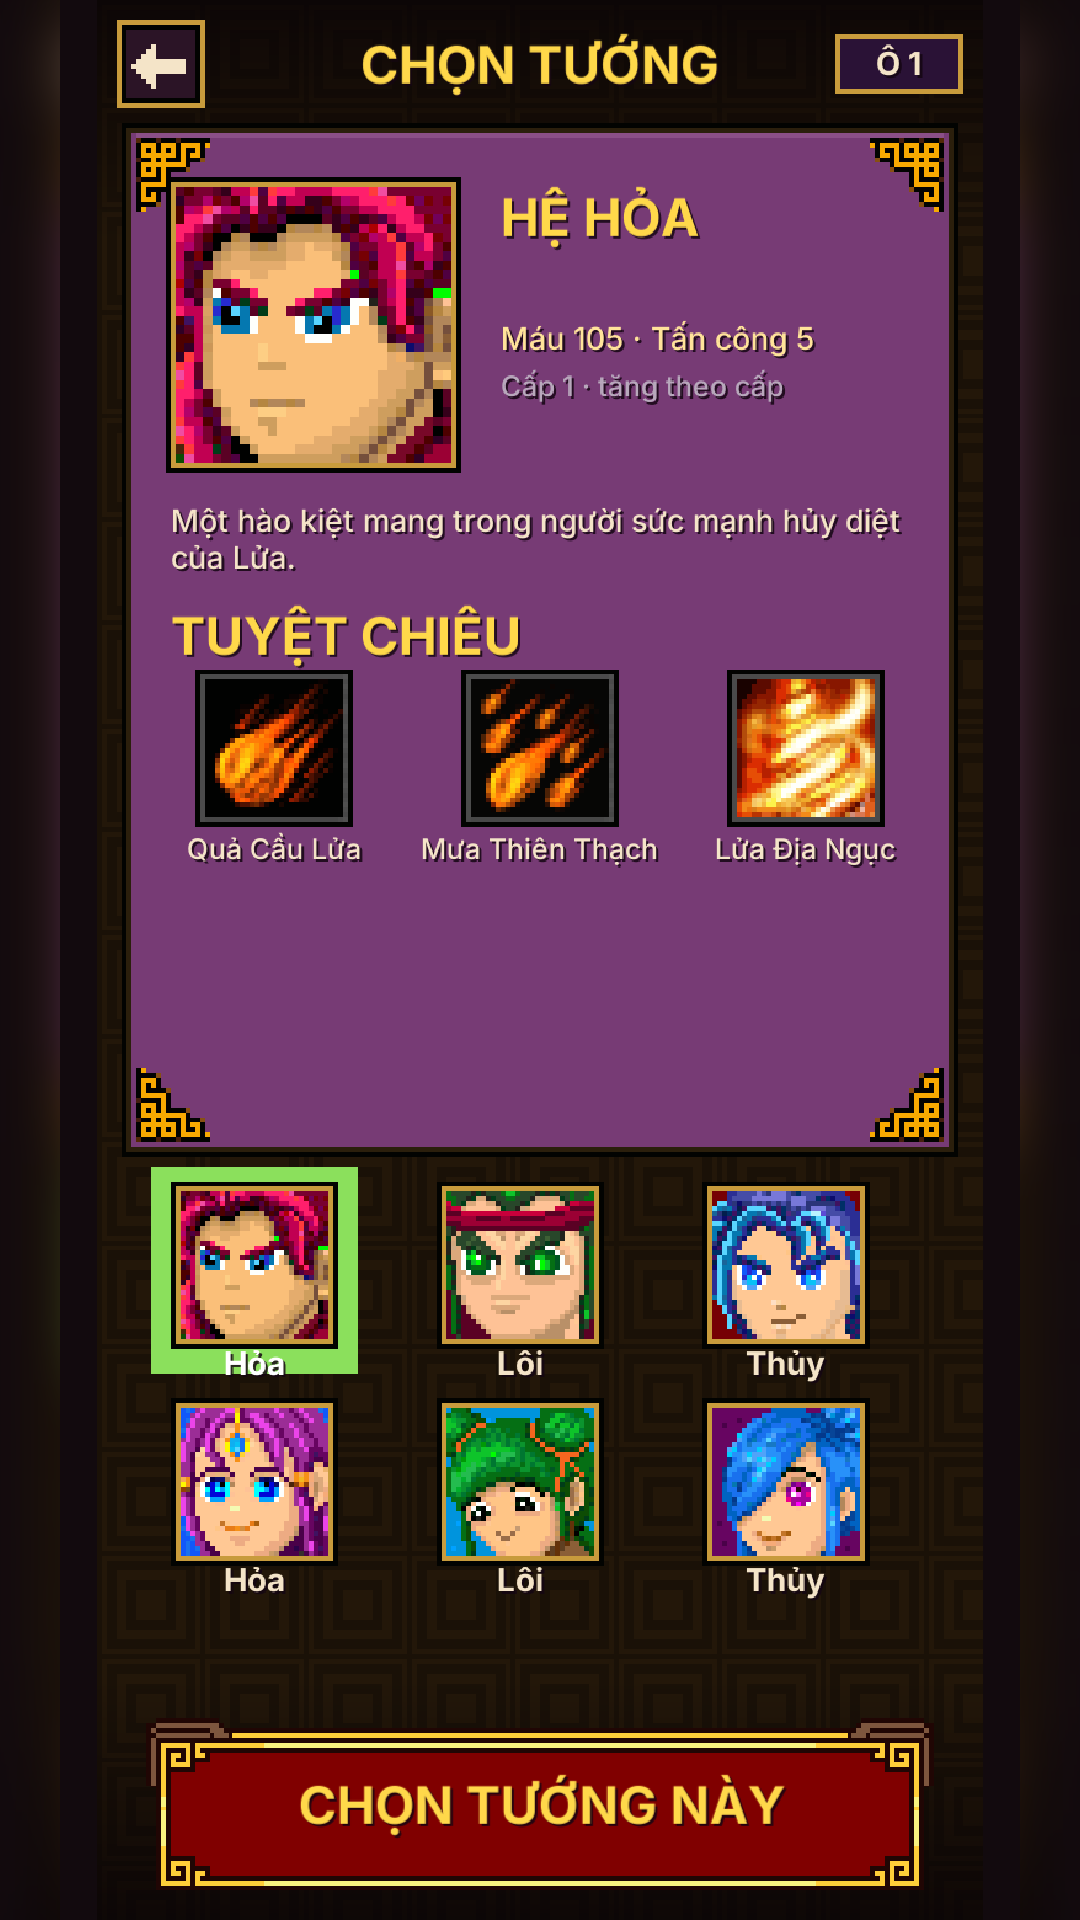 CHỌN TƯỚNG
Ô 1
HỆ HỎA
Máu 105 · Tấn công 5
Cấp 1 · tăng theo cấp
Một hào kiệt mang trong người sức mạnh hủy diệt
của Lửa.
TUYỆT CHIÊU
Quả Cầu Lửa
Mưa Thiên Thạch
Lửa Địa Ngục
Hỏa
Lôi
Thủy
Hỏa
Lôi
Thủy
CHỌN TƯỚNG NÀY